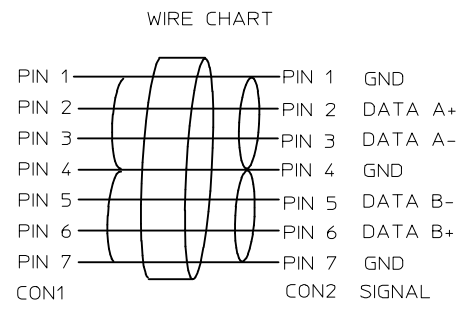 WIRE CHART
PIN 1 PIN 1 GND
PIN 2 PIN 2 DATA A+
PIN 3 PIN 3 DATA A-
PIN 4 PIN 4 GND
PIN 5 PIN 5 DATA B-
PIN 6 PIN 6 DATA B+
PIN 7 PIN 7 GND
CON1 CON2 SIGNAL